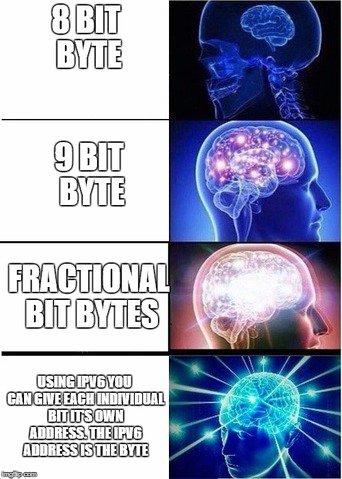 8 BIT
BYTE
9 BIT
BYTE
FRACTIONAL
BIT BYTES
USING IPV6 YOU
CAN GIVE EACH INDIVIDUAL
BIT IT'S OWN
ADDRESS. THE IPV6
ADDRESS IS THE BYTE
imgflip.com